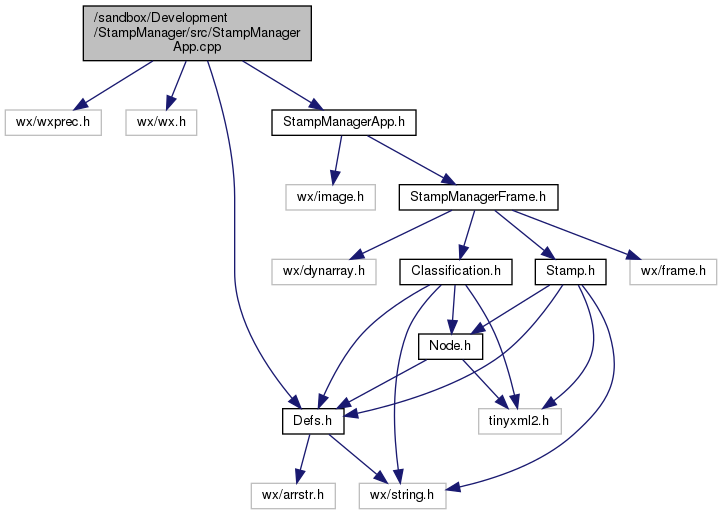 /sandbox/Development
/StampManager/src/StampManager
App.cpp
wx/wxprec.h
wx/wx.h
StampManagerApp.h
wx/image.h
StampManagerFrame.h
wx/dynarray.h
Classification.h
Stamp.h
wx/frame.h
Node.h
Defs.h
tinyxml2.h
wx/arrstr.h
wx/string.h